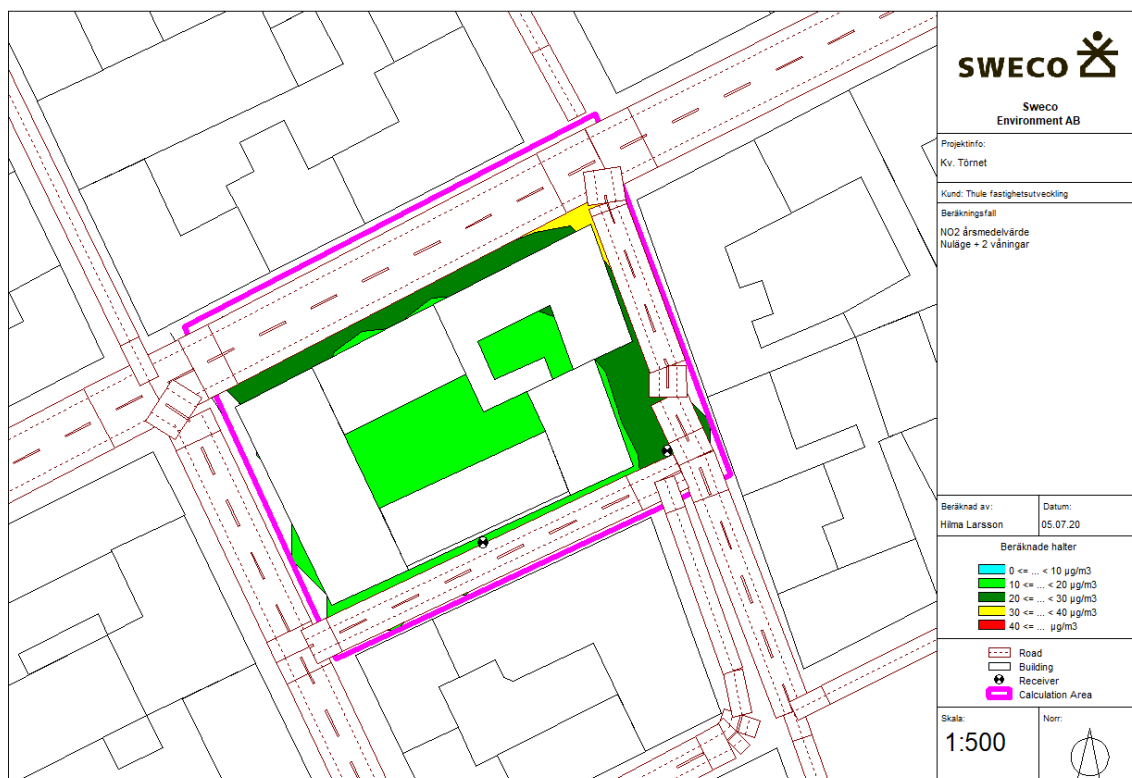 SWECO
Sweco
Environment AB
Projektinfo:
Kv. Törnet
Kund: Thule fastighetsutveckling
Beräkningsfall
NO2 årsmedelvärde
Nuläge + 2 våningar
Beräknad av:
Hilma Larsson
Datum:
05.07.20
Beräknade halter
0 <= ... < 10 µg/m3
10 <= ... < 20 µg/m3
20 <= ... < 30 µg/m3
30 <= ... < 40 µg/m3
40 <= ... µg/m3
Road
Building
Receiver
Calculation Area
Skala:
1:500
Norr: